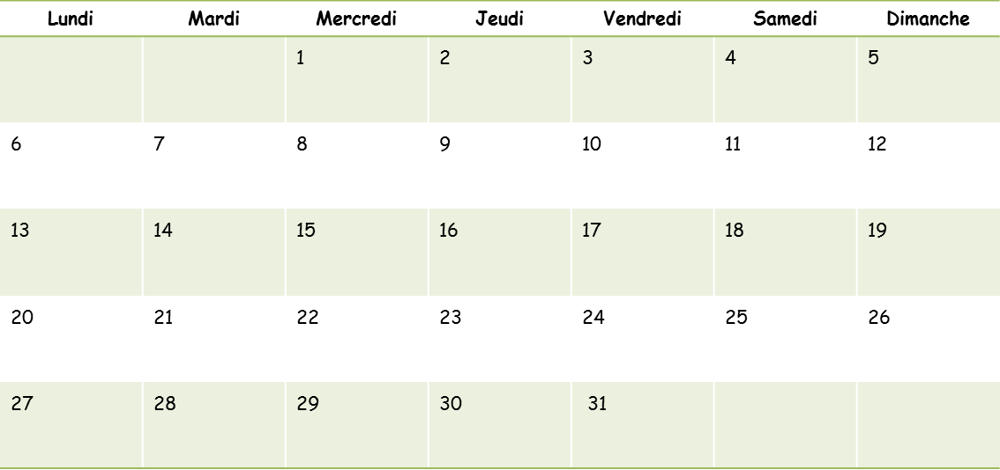 Lundi Mardi Mercredi Jeudi Vendredi Samedi Dimanche
1 2 3 4 5
6 7 8 9 10 11 12
13 14 15 16 17 18 19
20 21 22 23 24 25 26
27 28 29 30 31